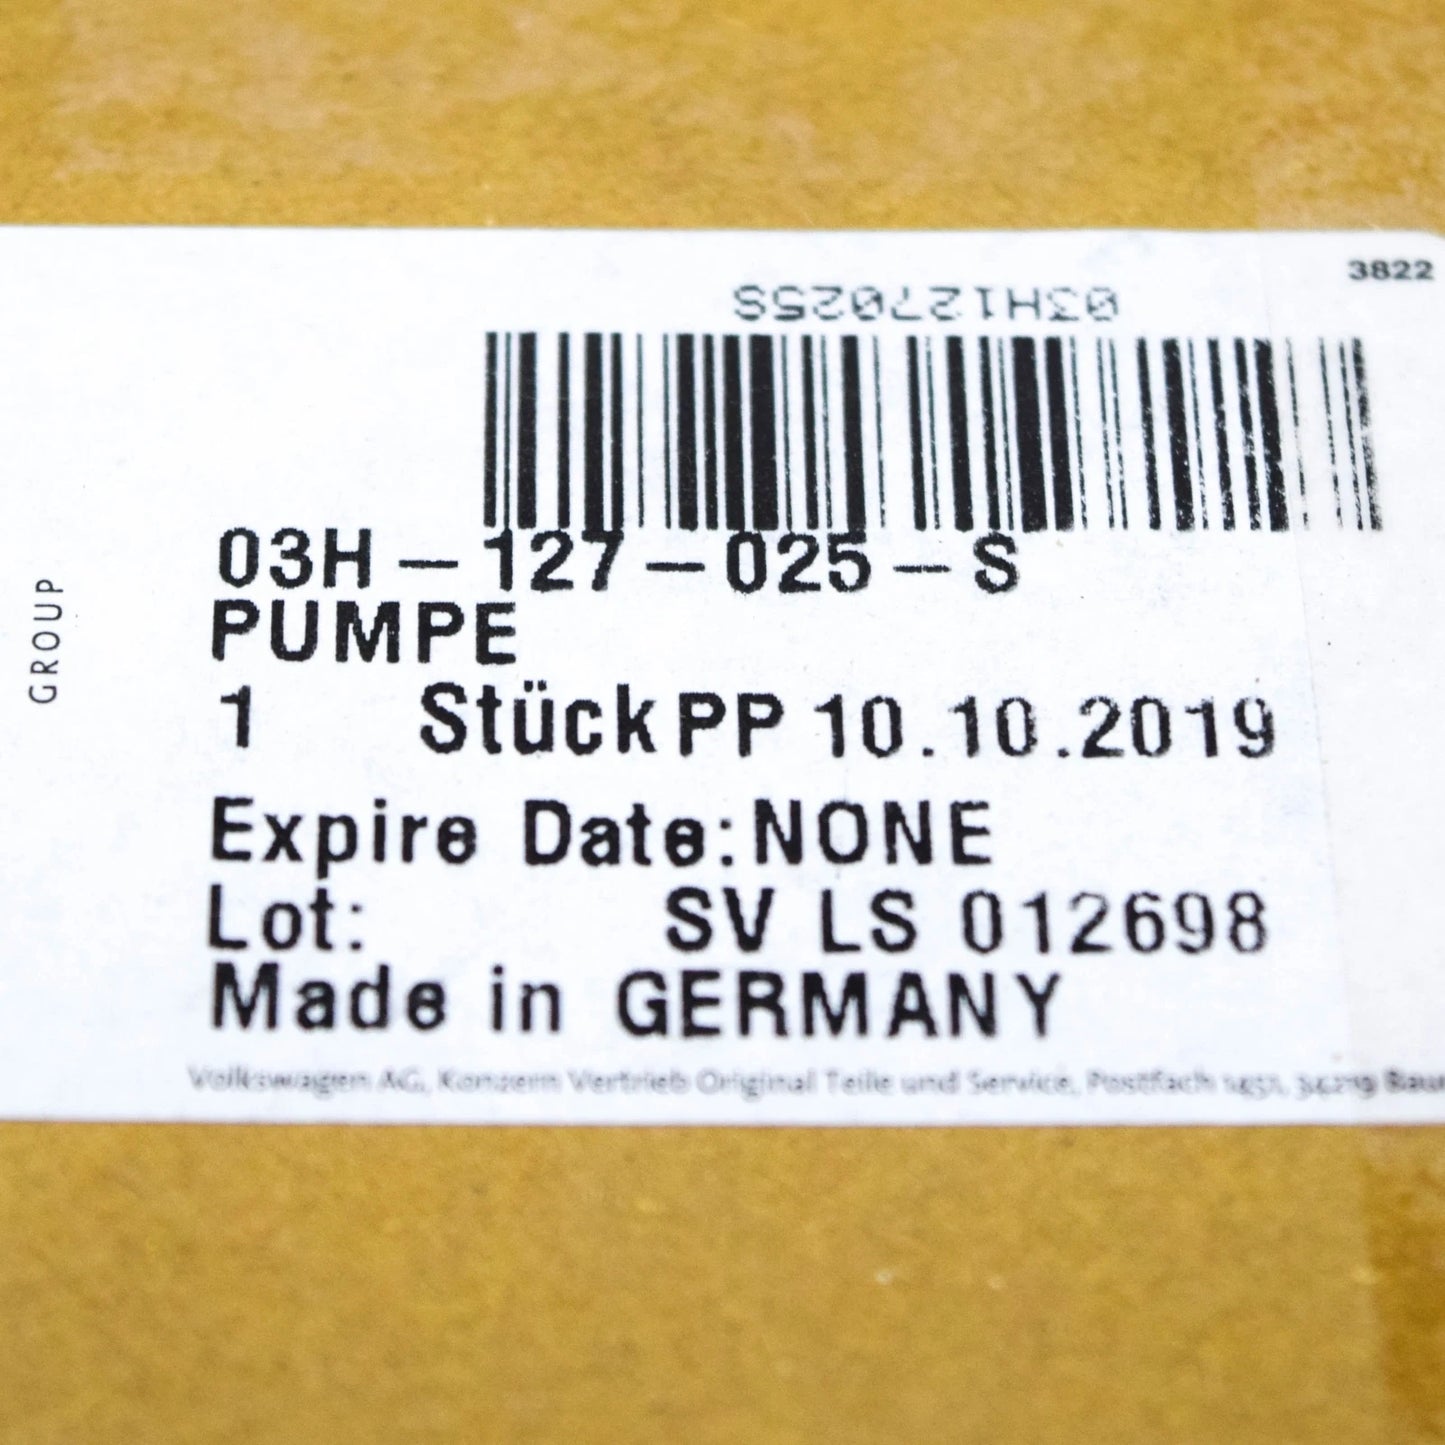 3822
03H127025S
03H-127-025-S
PUMPE
1 Stück PP 10.10.2019
Expire Date: NONE
Lot: SV LS 012698
Made in GERMANY
Volkswagen AG, Konzern Vertrieb Original Teile und Service, Postfach
GROUP